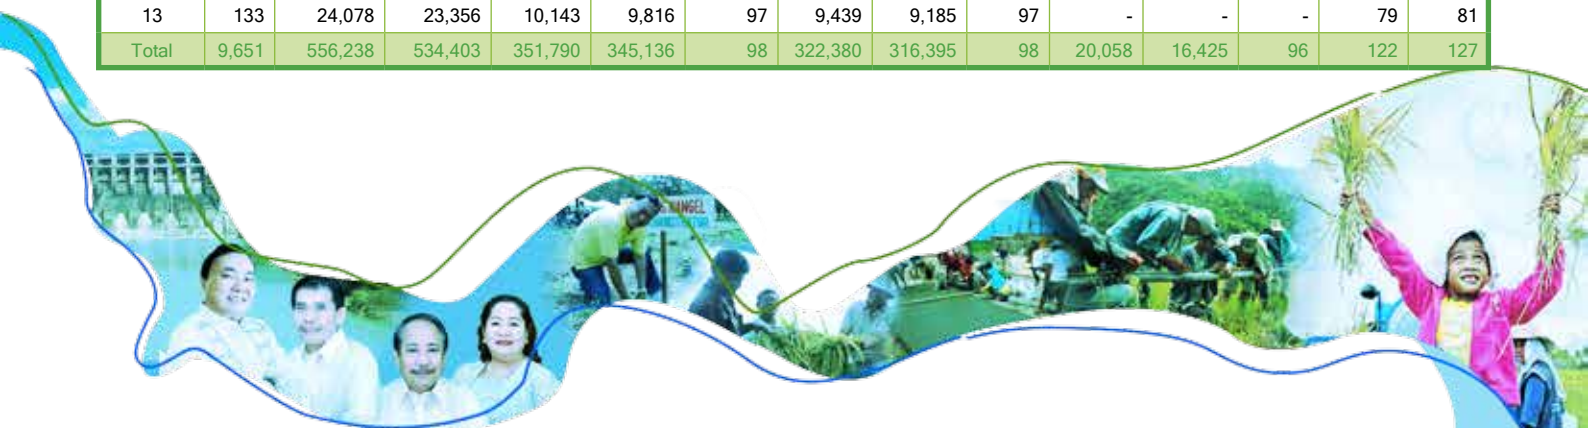 13 133 24,078 23,356 10,143 9,816 97 9,439 9,185 97 - - - 79 81
Total 9,651 556,238 534,403 351,790 345,136 98 322,380 316,395 98 20,058 16,425 96 122 127
ANGEL